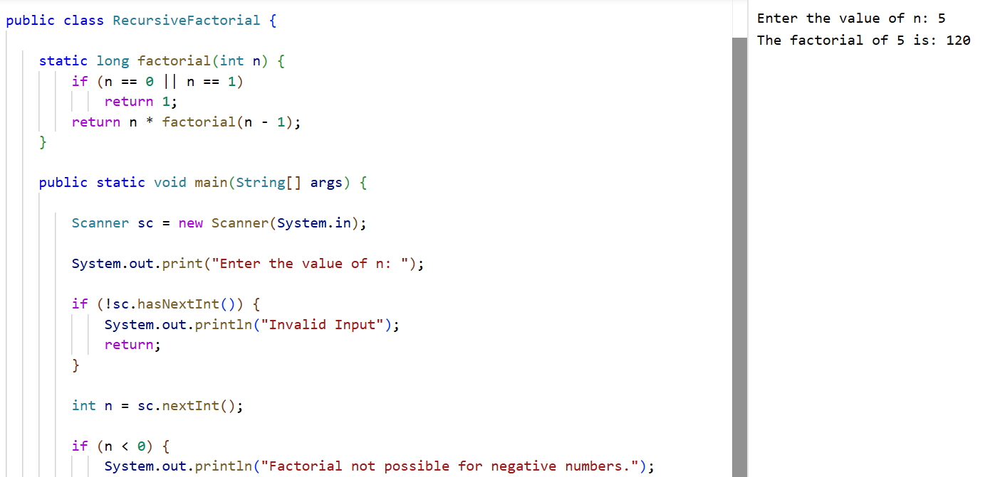 public class RecursiveFactorial {
static long factorial(int n) {
if (n == 0 || n == 1)
return 1;
return n * factorial(n - 1);
}
public static void main(String[] args) {
Scanner sc = new Scanner(System.in);
System.out.print("Enter the value of n: ");
if (!sc.hasNextInt()) {
System.out.println("Invalid Input");
return;
}
int n = sc.nextInt();
if (n < 0) {
System.out.println("Factorial not possible for negative numbers.");
Enter the value of n: 5
The factorial of 5 is: 120